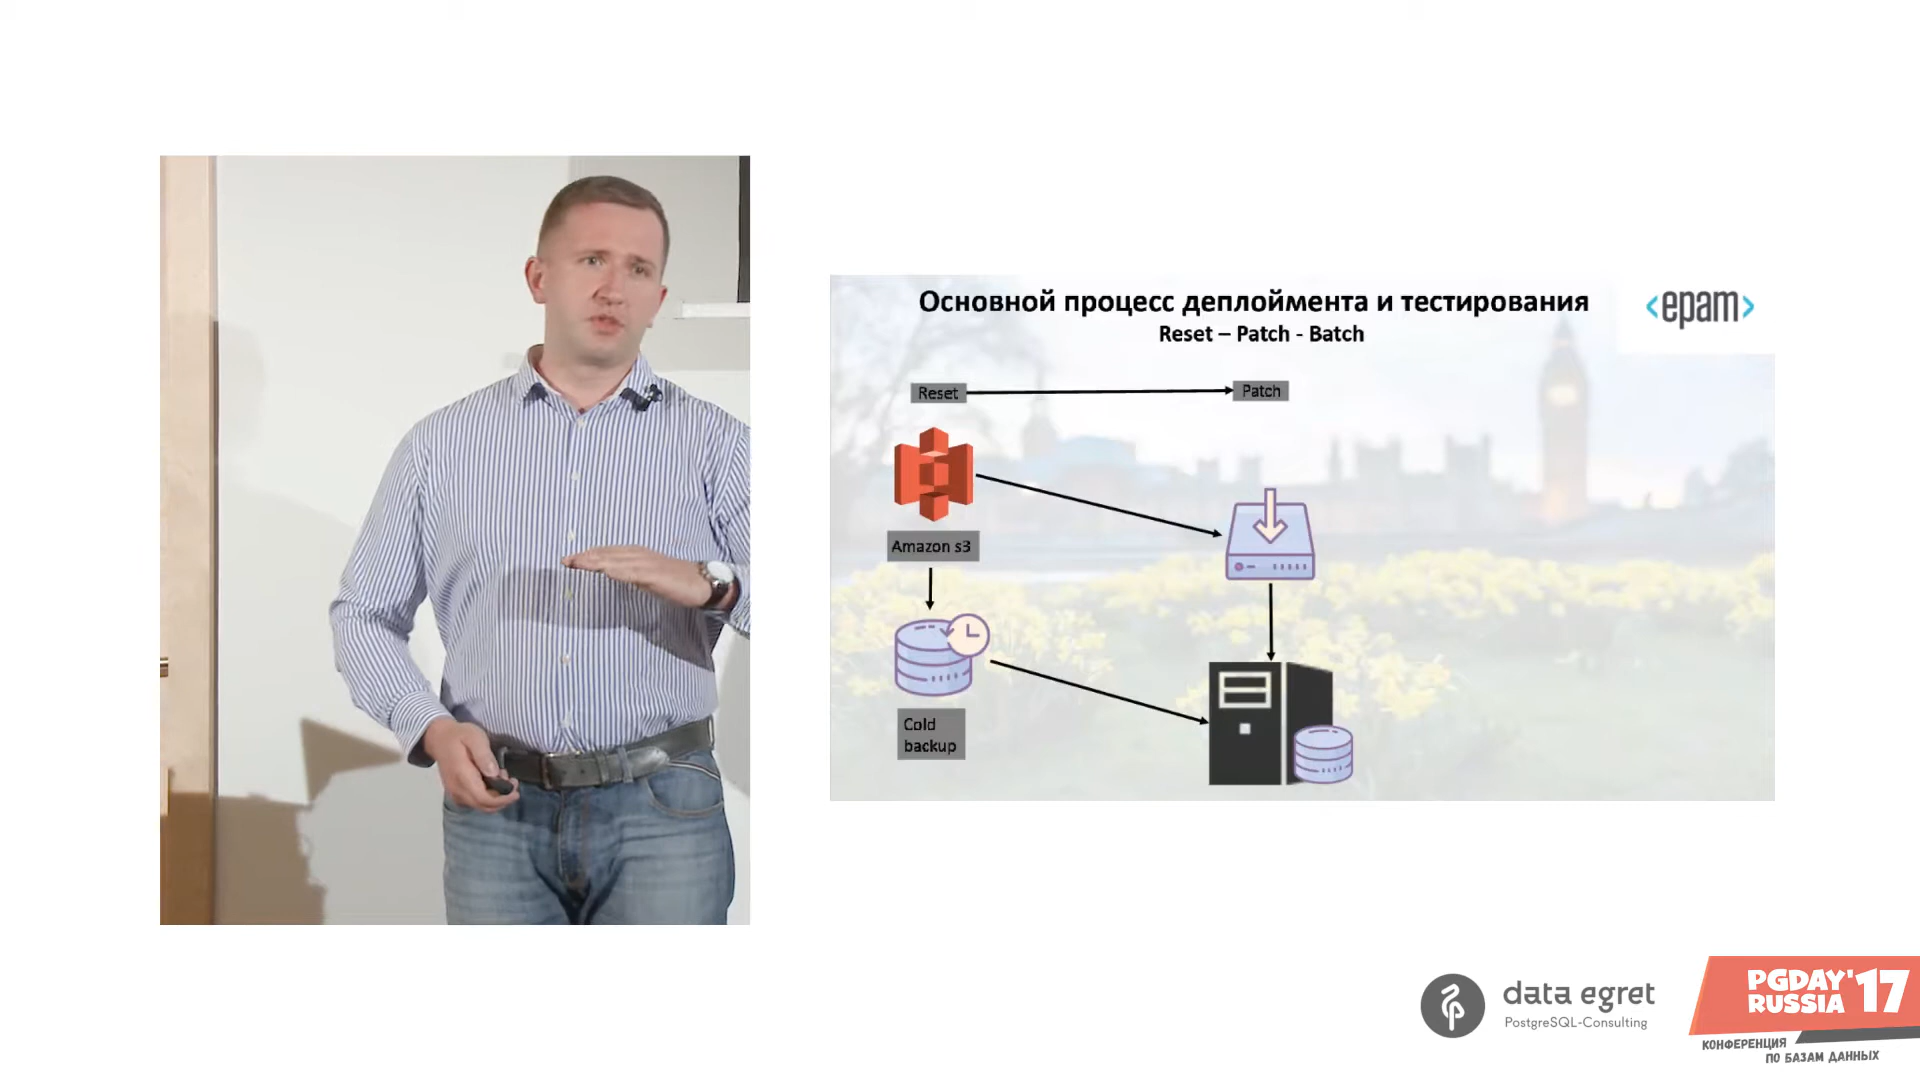 Основной процесс деплоймента и тестирования
Reset – Patch - Batch
<epam>
Reset
Patch
Amazon s3
Cold
backup
data egret
PostgreSQL-Consulting
PGDAY'17
RUSSIA
КОНФЕРЕНЦИЯ
ПО БАЗАМ ДАННЫХ